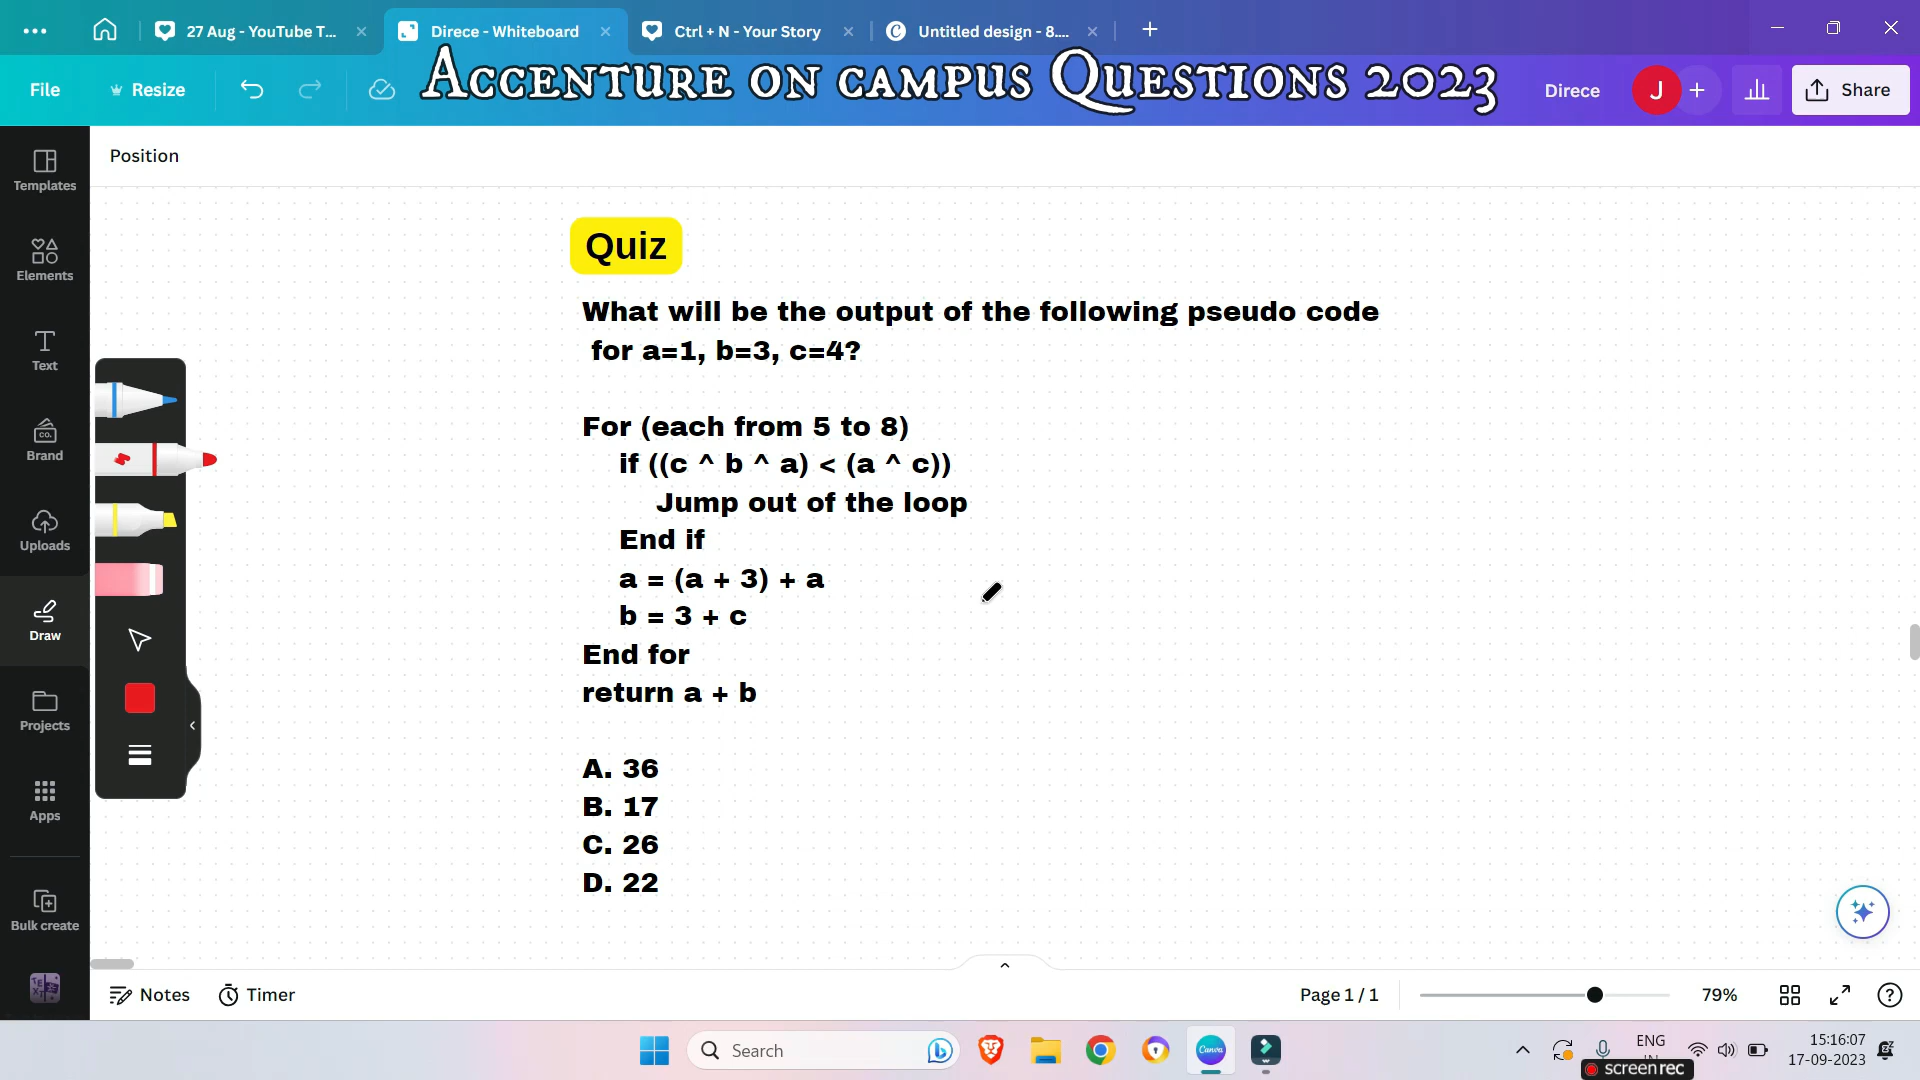 27 Aug - YouTube T...
Direce - Whiteboard
Ctrl + N - Your Story
Untitled design - 8....
File
Resize
Accenture on campus Questions 2023
Direce
J
Share
Position
Templates
Elements
Text
CO.
Brand
Uploads
Draw
Projects
Apps
Bulk create
Quiz
What will be the output of the following pseudo code
for a=1, b=3, c=4?
For (each from 5 to 8)
if ((c ^ b ^ a) < (a ^ c))
Jump out of the loop
End if
a = (a + 3) + a
b = 3 + c
End for
return a + b
A. 36
B. 17
C. 26
D. 22
Notes
Timer
Page 1 / 1
79%
Search
Canva
ENG
15:16:07
17-09-2023
screenrec